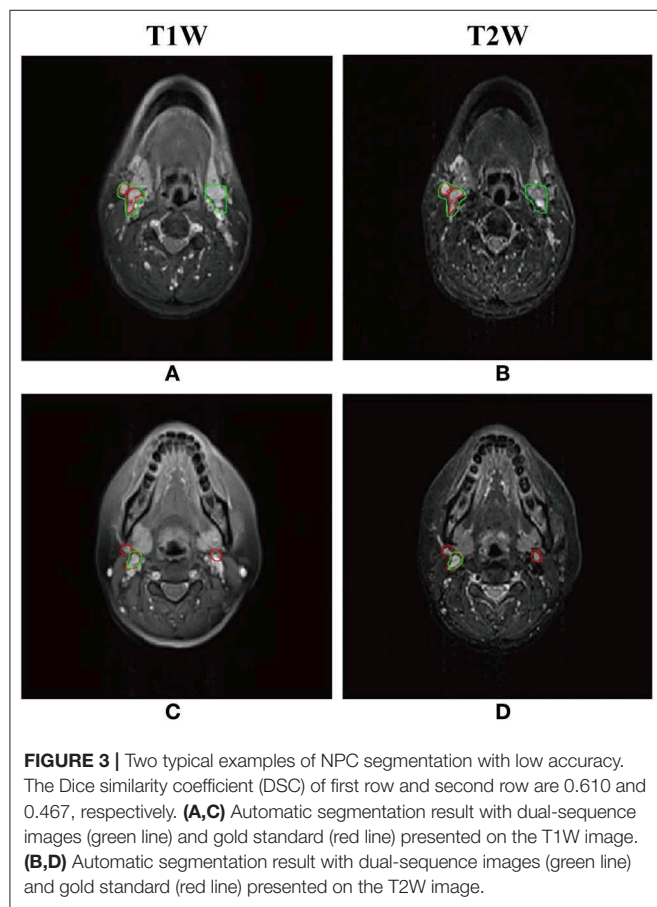 T1W
T2W
A
B
C
D
FIGURE 3 | Two typical examples of NPC segmentation with low accuracy.
The Dice similarity coefficient (DSC) of first row and second row are 0.610 and
0.467, respectively. (A,C) Automatic segmentation result with dual-sequence
images (green line) and gold standard (red line) presented on the T1W image.
(B,D) Automatic segmentation result with dual-sequence images (green line)
and gold standard (red line) presented on the T2W image.